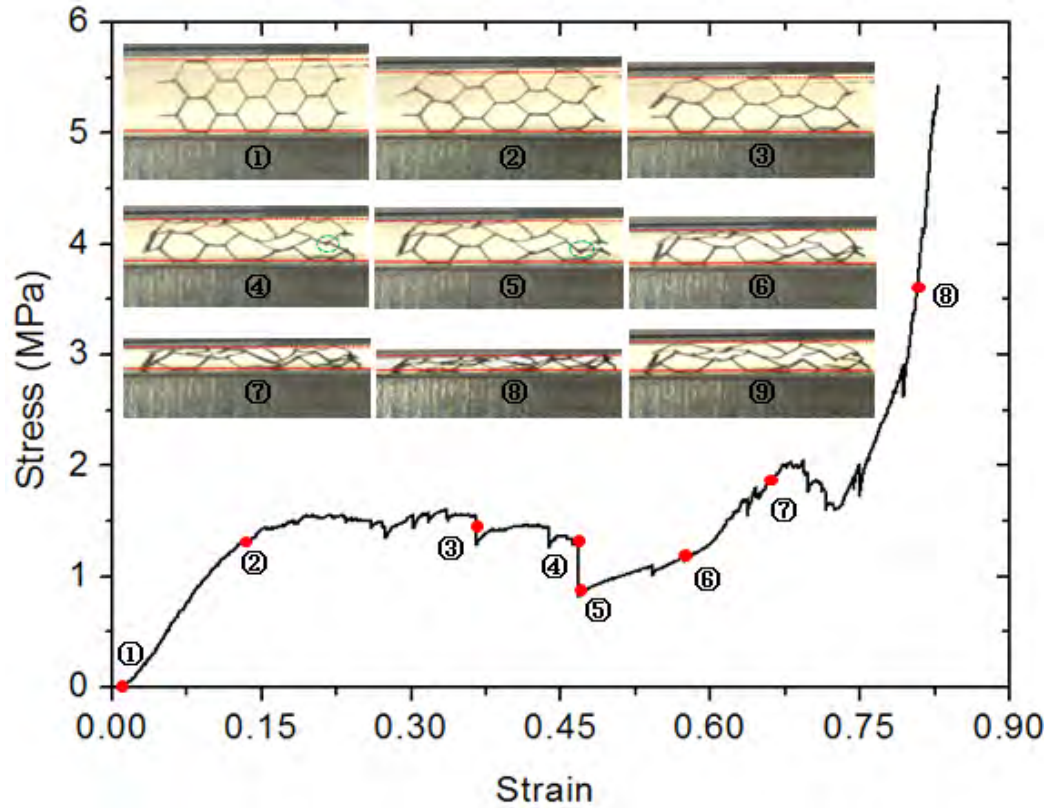 6
5
4
3
2
1
0
Stress (MPa)
① ② ③
④ ⑤ ⑥
⑦ ⑧ ⑨
⑧
⑦
③ ④
② ⑥
⑤
①
0.00 0.15 0.30 0.45 0.60 0.75 0.90
Strain